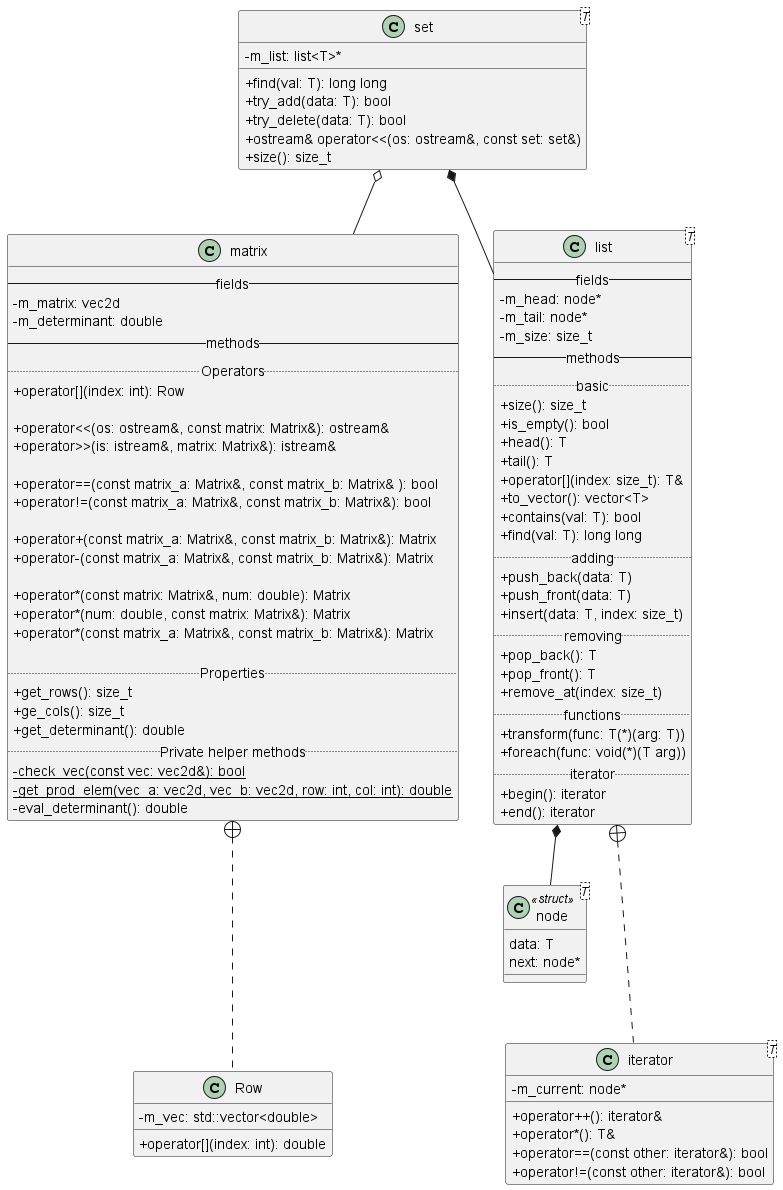 C set
T
-m_list: list<T>*
+find(val: T): long long
+try_add(data: T): bool
+try_delete(data: T): bool
+ostream& operator<<(os: ostream&, const set: set&)
+size(): size_t
C matrix
fields
-m_matrix: vec2d
-m_determinant: double
methods
Operators
+operator[](index: int): Row
+operator<<(os: ostream&, const matrix: Matrix&): ostream&
+operator>>(is: istream&, matrix: Matrix&): istream&
+operator==(const matrix_a: Matrix&, const matrix_b: Matrix& ): bool
+operator!=(const matrix_a: Matrix&, const matrix_b: Matrix&): bool
+operator+(const matrix_a: Matrix&, const matrix_b: Matrix&): Matrix
+operator-(const matrix_a: Matrix&, const matrix_b: Matrix&): Matrix
+operator*(const matrix: Matrix&, num: double): Matrix
+operator*(num: double, const matrix: Matrix&): Matrix
+operator*(const matrix_a: Matrix&, const matrix_b: Matrix&): Matrix
Properties
+get_rows(): size_t
+ge_cols(): size_t
+get_determinant(): double
Private helper methods
-check_vec(const vec: vec2d&): bool
-get_prod_elem(vec_a: vec2d, vec_b: vec2d, row: int, col: int): double
-eval_determinant(): double
C list
T
fields
-m_head: node*
-m_tail: node*
-m_size: size_t
methods
basic
+size(): size_t
+is_empty(): bool
+head(): T
+tail(): T
+operator[](index: size_t): T&
+to_vector(): vector<T>
+contains(val: T): bool
+find(val: T): long long
adding
+push_back(data: T)
+push_front(data: T)
+insert(data: T, index: size_t)
removing
+pop_back(): T
+pop_front(): T
+remove_at(index: size_t)
functions
+transform(func: T(*)(arg: T))
+foreach(func: void(*)(T arg))
iterator
+begin(): iterator
+end(): iterator
T
«struct»
C node
data: T
next: node*
C Row
-m_vec: std::vector<double>
+operator[](index: int): double
C iterator
T
-m_current: node*
+operator++(): iterator&
+operator*(): T&
+operator==(const other: iterator&): bool
+operator!=(const other: iterator&): bool